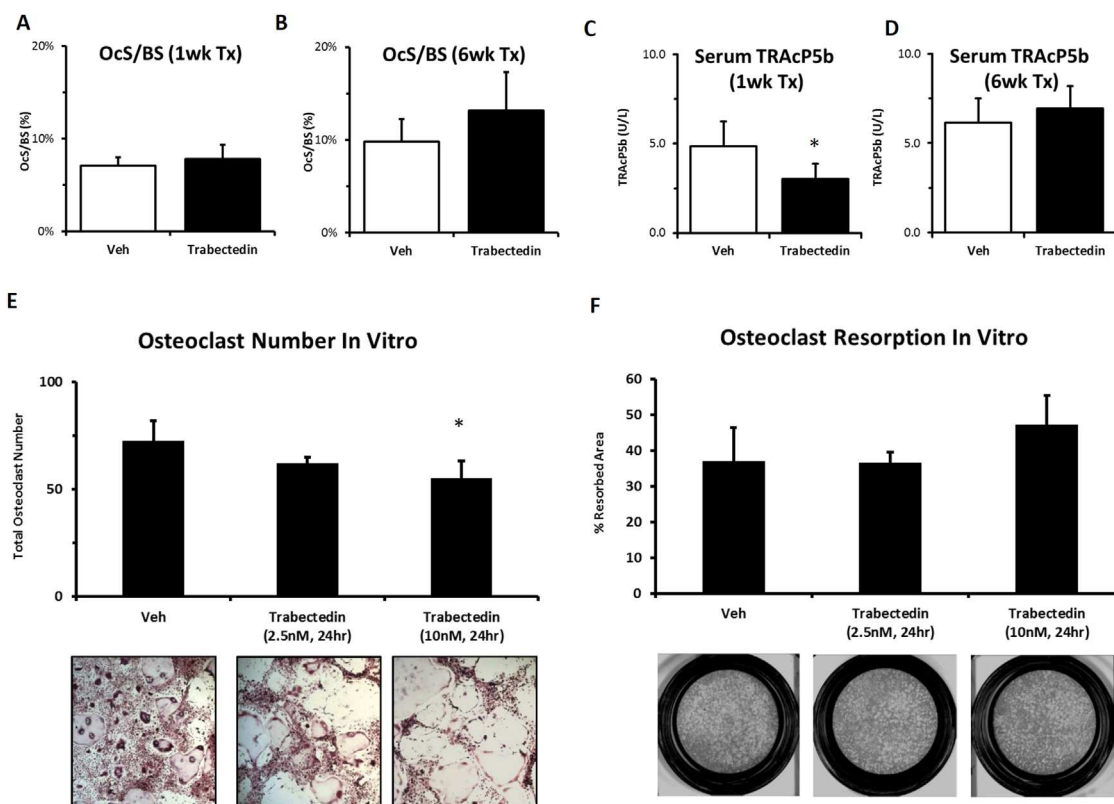 A
OcS/BS (1wk Tx)
20%
10%
0%
OcS/BS (%)
Veh
Trabectedin
B
OcS/BS (6wk Tx)
20%
10%
0%
OcS/BS (%)
Veh
Trabectedin
C
Serum TRAcP5b
(1wk Tx)
10.0
5.0
0.0
TRAcP5b (U/L)
*
Veh
Trabectedin
D
Serum TRAcP5b
(6wk Tx)
10.0
5.0
0.0
TRAcP5b (U/L)
Veh
Trabectedin
E
Osteoclast Number In Vitro
100
50
0
Total Osteoclast Number
*
Veh
Trabectedin
(2.5nM, 24hr)
Trabectedin
(10nM, 24hr)
F
Osteoclast Resorption In Vitro
60
50
40
30
20
10
0
% Resorbed Area
Veh
Trabectedin
(2.5nM, 24hr)
Trabectedin
(10nM, 24hr)